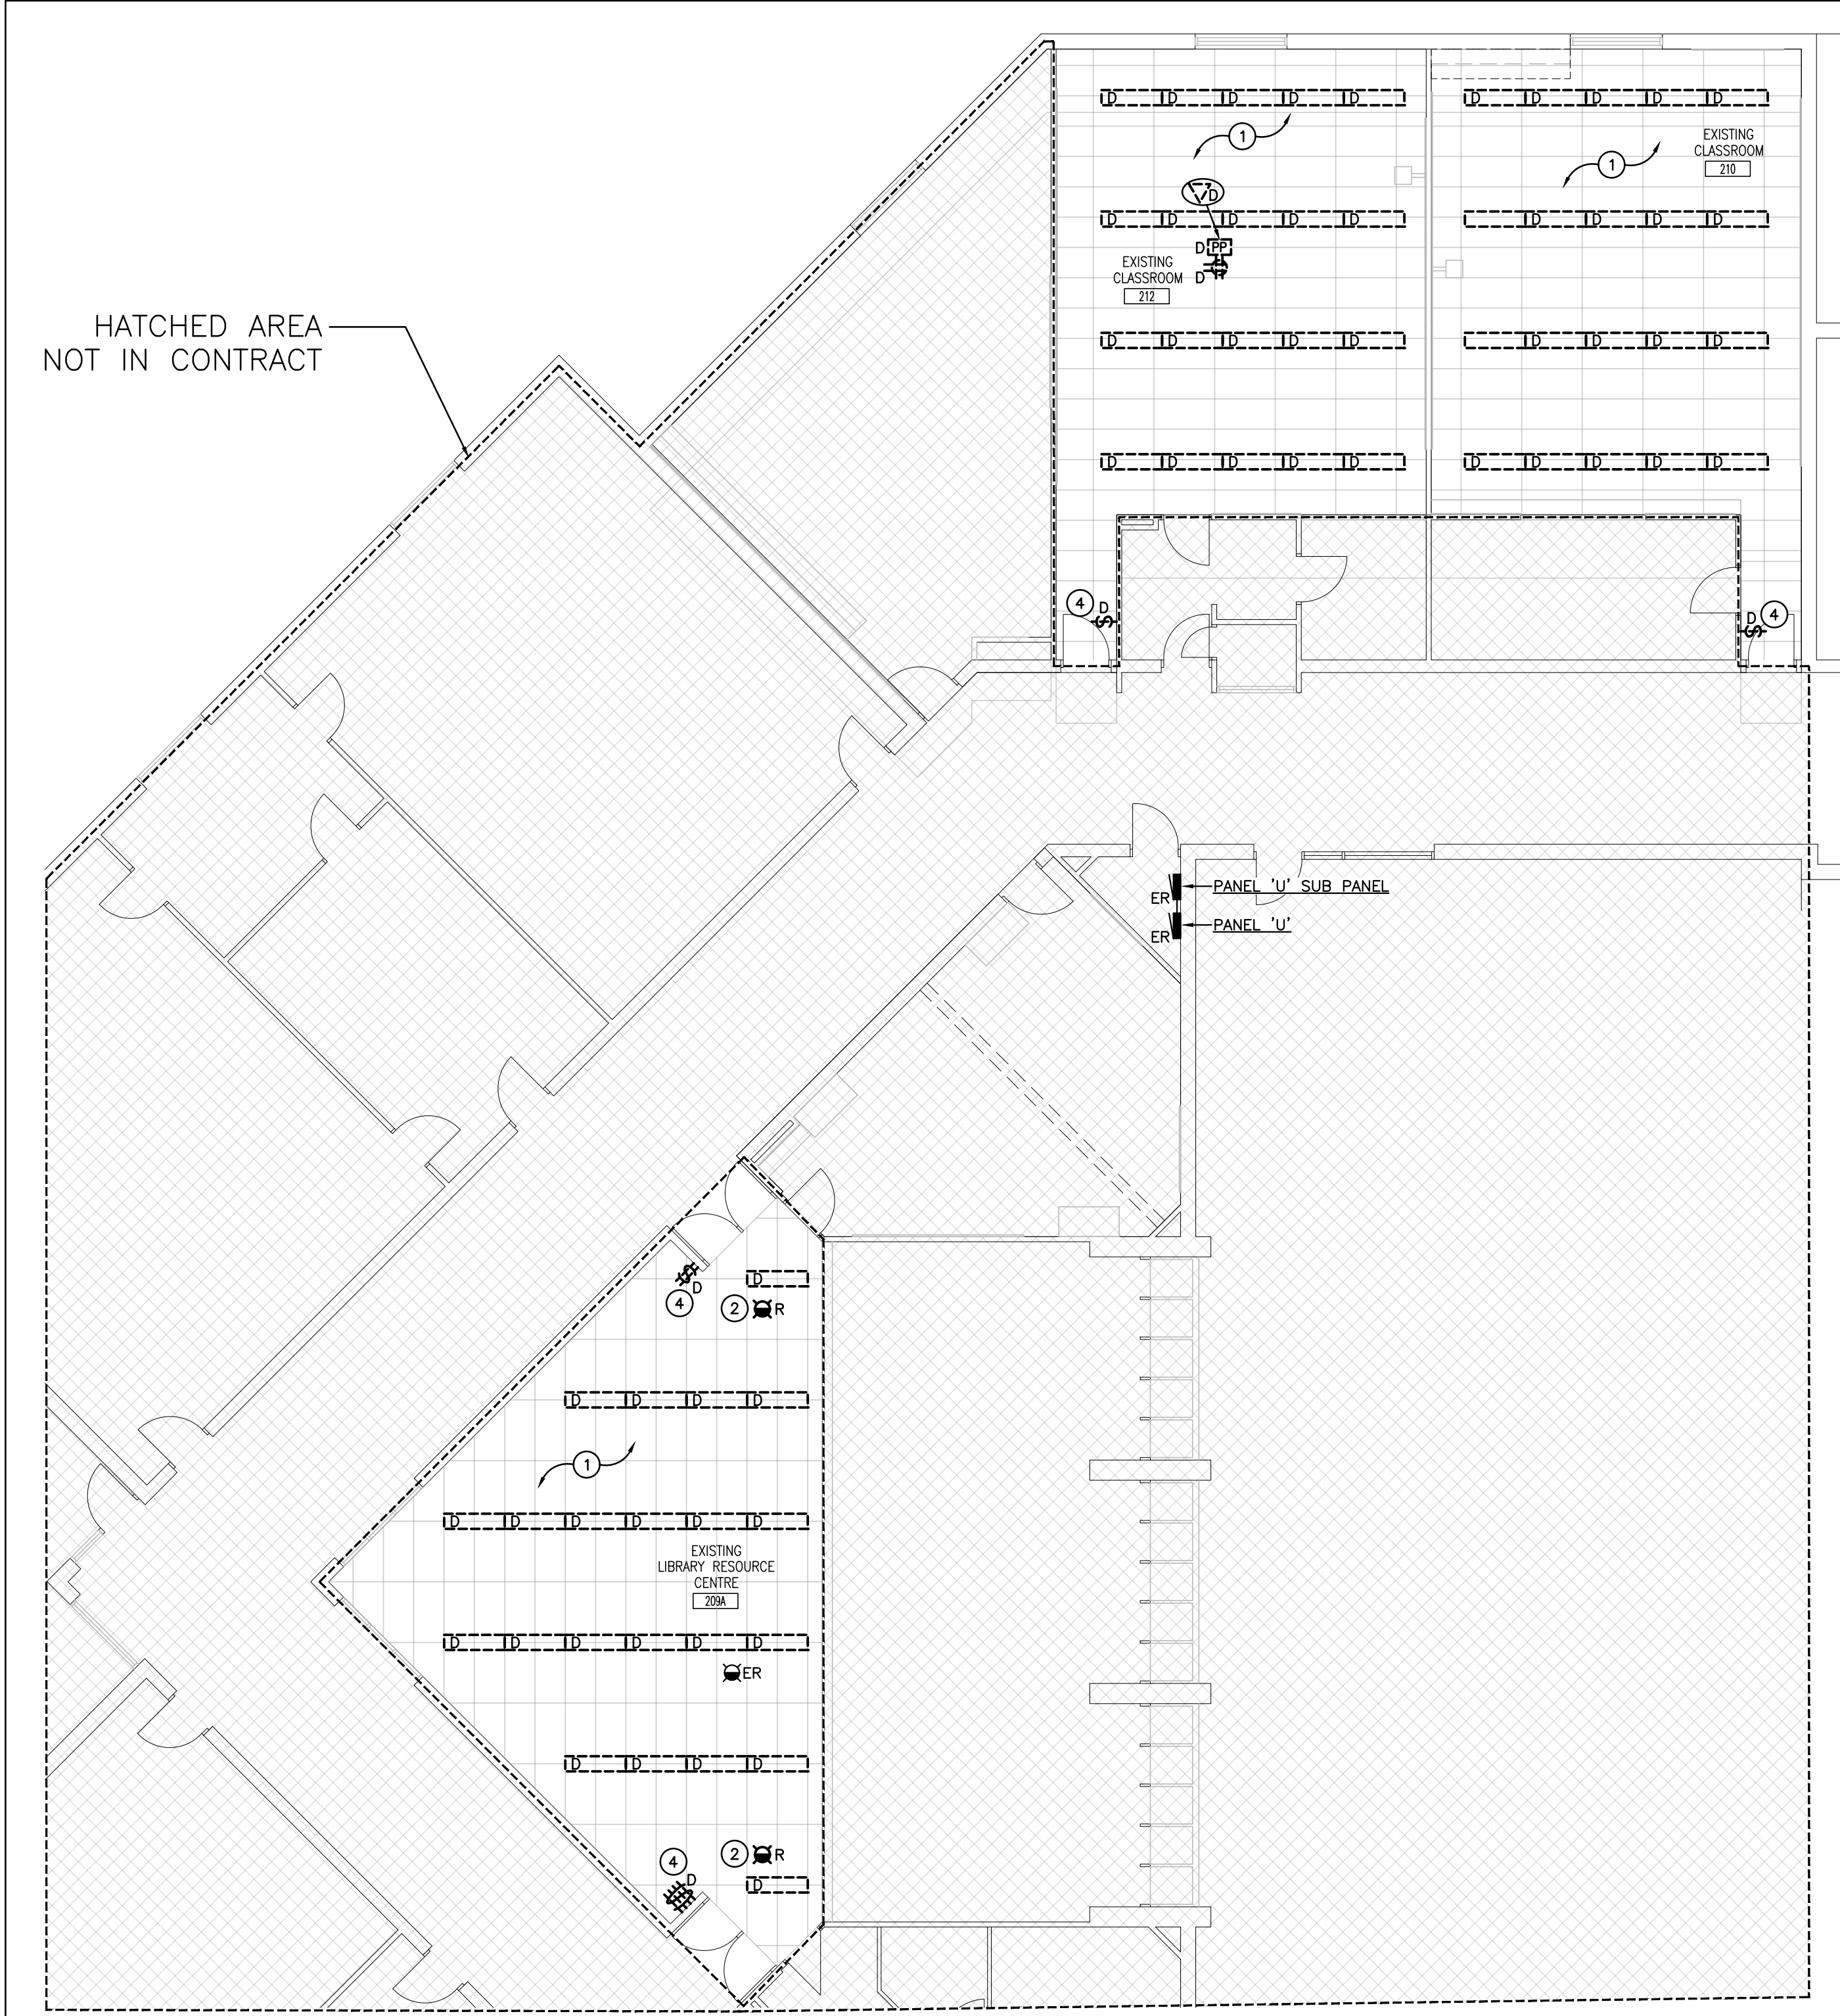 D D D D D
D D D D D
1
EXISTING
CLASSROOM
210
1
D
D D D D D
D D D D
D PP
EXISTING
CLASSROOM
212
D
HATCHED AREA
NOT IN CONTRACT
D D D D D
D D D D
D D D D D
D D D D D
4 D
$
D 4
$
ER PANEL 'U' SUB PANEL
ER PANEL 'U'
$
D
4
D
2 R
D D D D
1
D D D D D D
EXISTING
LIBRARY RESOURCE
CENTRE
209A
D D D D D D
ER
D D D D
2 R
4
D
D